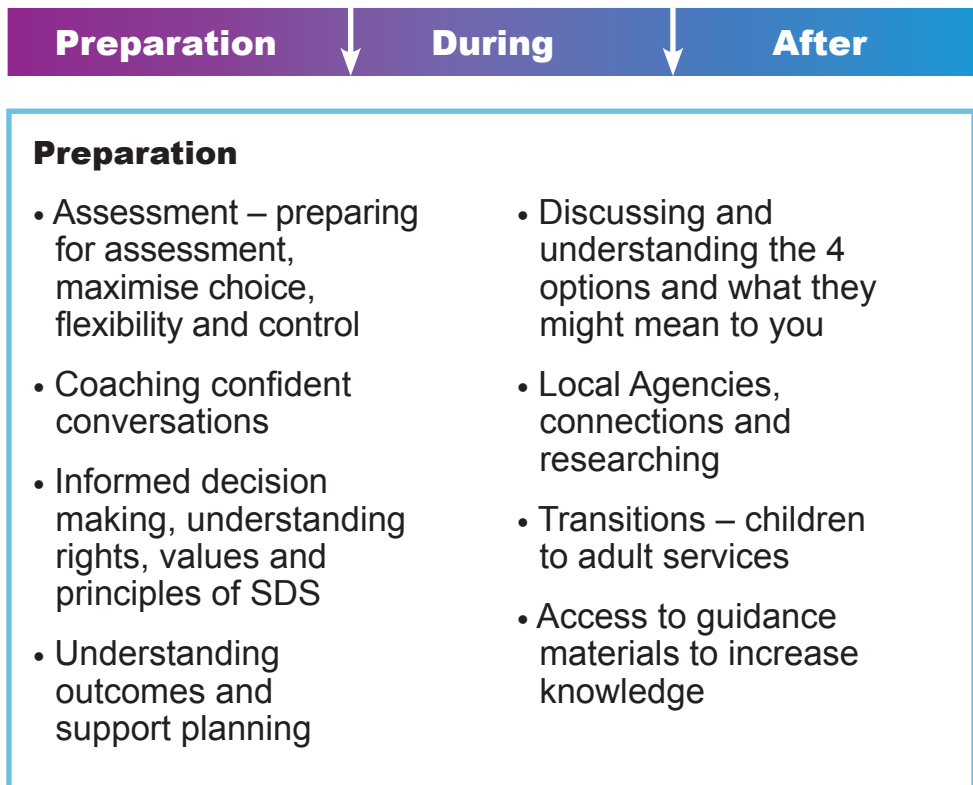 Preparation During After
Preparation
• Assessment – preparing
for assessment,
maximise choice,
flexibility and control
• Coaching confident
conversations
• Informed decision
making, understanding
rights, values and
principles of SDS
• Understanding
outcomes and
support planning
• Discussing and
understanding the 4
options and what they
might mean to you
• Local Agencies,
connections and
researching
• Transitions – children
to adult services
• Access to guidance
materials to increase
knowledge